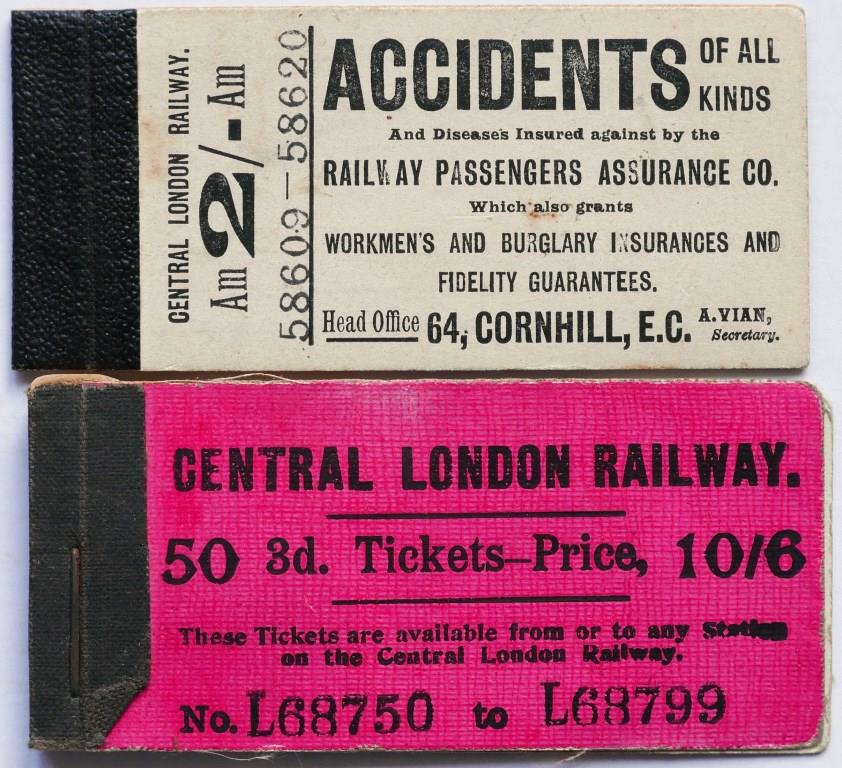 CENTRAL LONDON RAILWAY.
Am 2/- Am
58609 — 58620
ACCIDENTS OF ALL KINDS
And Diseases Insured against by the
RAILWAY PASSENGERS ASSURANCE CO.
Which also grants
WORKMEN'S AND BURGLARY INSURANCES AND
FIDELITY GUARANTEES.
Head Office 64, CORNHILL, E.C. A.VIAN, Secretary.
CENTRAL LONDON RAILWAY.
50 3d. Tickets—Price, 10/6
These Tickets are available from or to any Station
on the Central London Railway.
No. L68750 to L68799